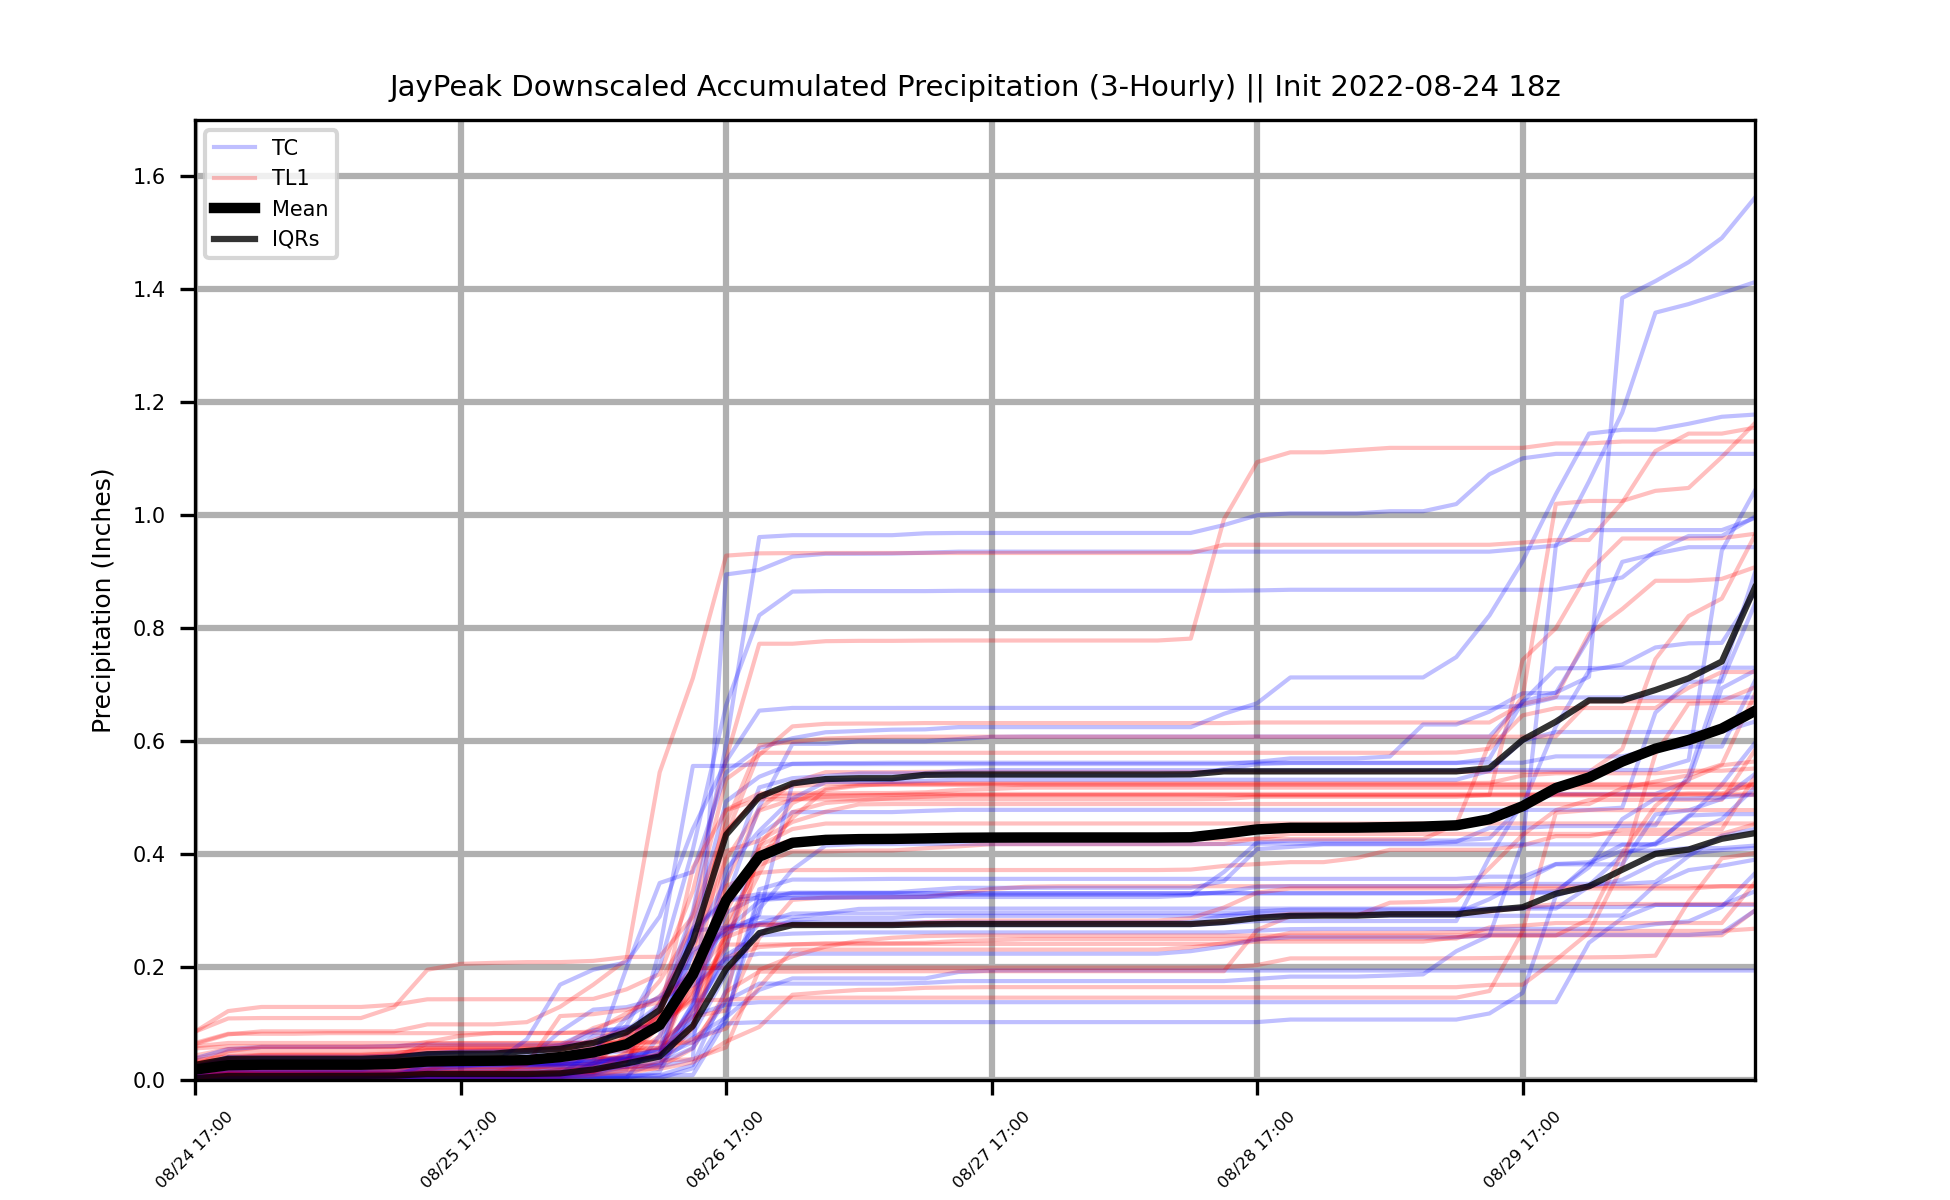 JayPeak Downscaled Accumulated Precipitation (3-Hourly) || Init 2022-08-24 18z
TC
TL1
Mean
IQRs
Precipitation (Inches)
1.6
1.4
1.2
1.0
0.8
0.6
0.4
0.2
0.0
08/24 17:00
08/25 17:00
08/26 17:00
08/27 17:00
08/28 17:00
08/29 17:00